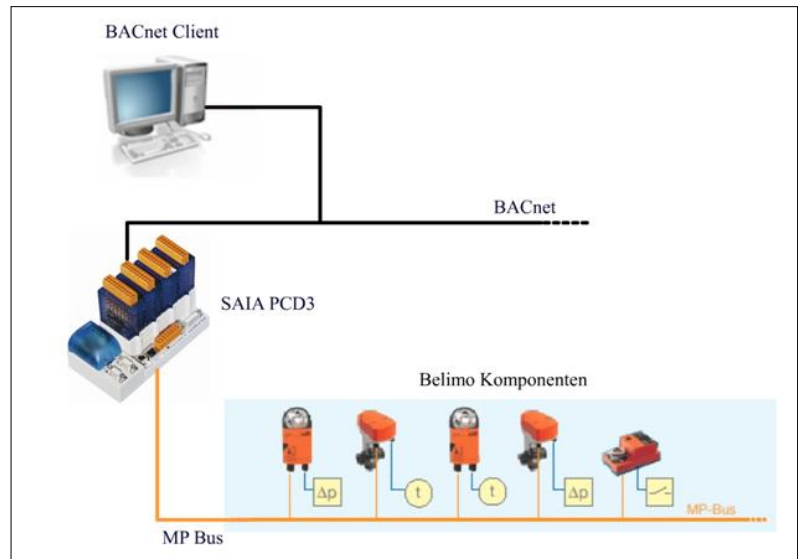 BACnet Client
BACnet
SAIA PCD3
Belimo Komponenten
Δp
t
t
Δp
MP-Bus
MP Bus